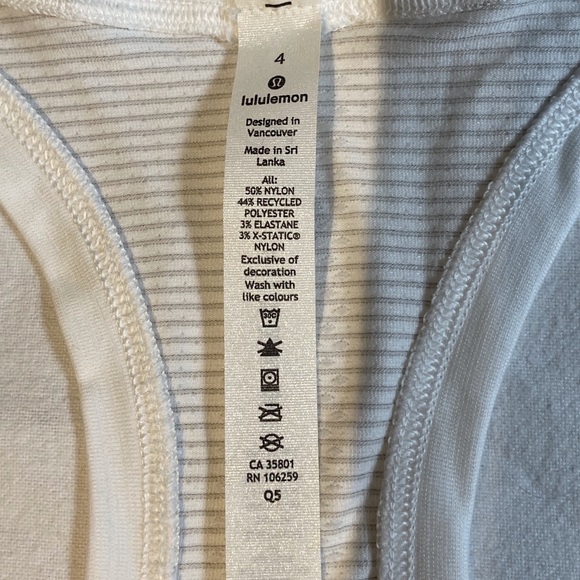 4
lululemon
Designed in
Vancouver
Made in Sri
Lanka
All:
50% NYLON
44% RECYCLED
POLYESTER
3% ELASTANE
3% X-STATIC®
NYLON
Exclusive of
decoration
Wash with
like colours
30C
CA 35801
RN 106259
Q5